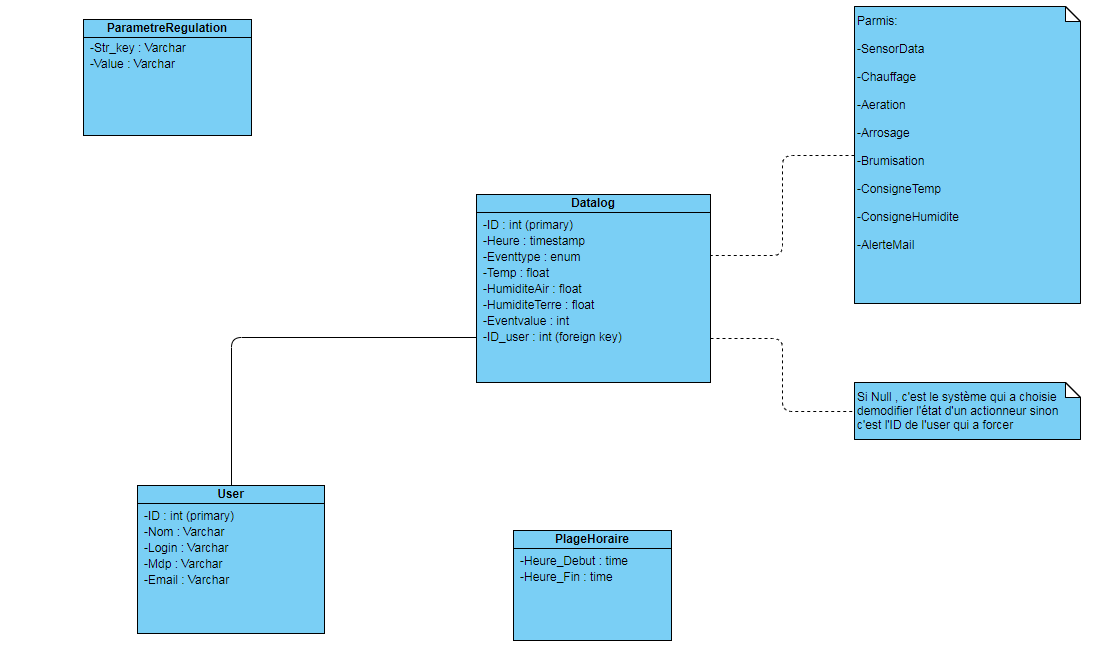 ParametreRegulation
-Str_key : Varchar
-Value : Varchar
Parmis:
-SensorData
-Chauffage
-Aeration
-Arrosage
-Brumisation
-ConsigneTemp
-ConsigneHumidite
-AlerteMail
Datalog
-ID : int (primary)
-Heure : timestamp
-Eventtype : enum
-Temp : float
-HumiditeAir : float
-HumiditeTerre : float
-Eventvalue : int
-ID_user : int (foreign key)
Si Null , c'est le système qui a choisie
demodifier l'état d'un actionneur sinon
c'est l'ID de l'user qui a forcer
User
-ID : int (primary)
-Nom : Varchar
-Login : Varchar
-Mdp : Varchar
-Email : Varchar
PlageHoraire
-Heure_Debut : time
-Heure_Fin : time